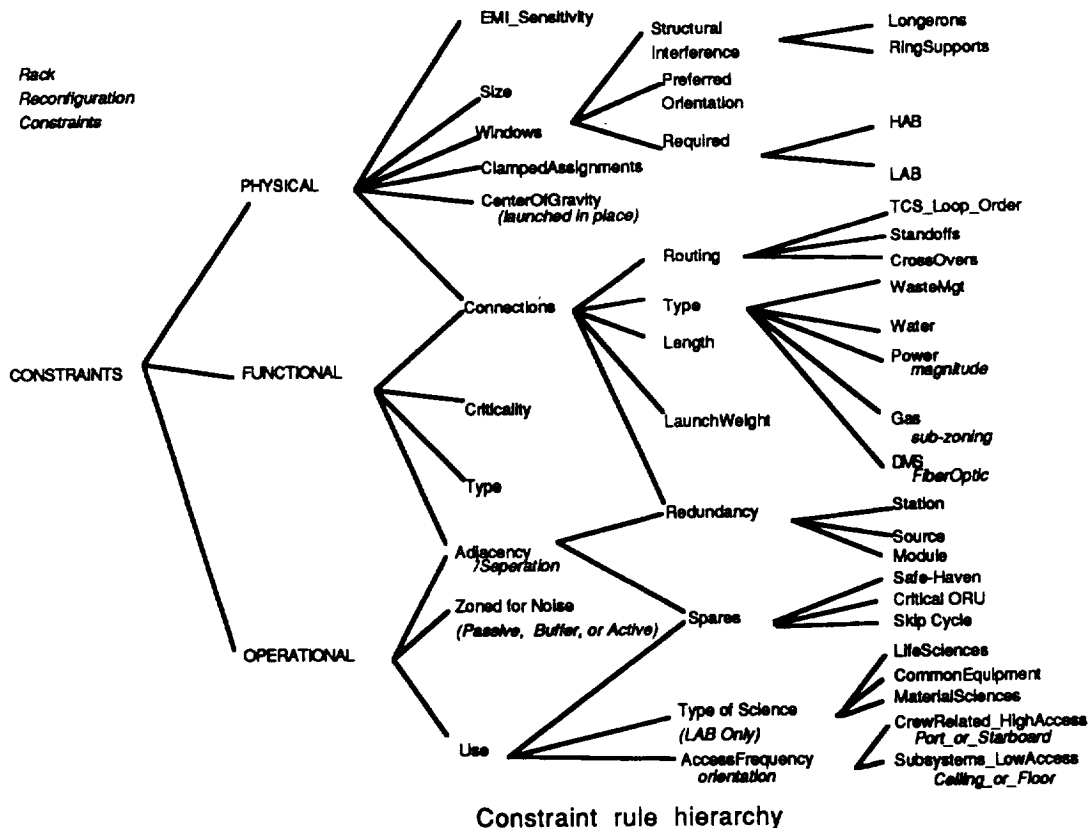 Rack
Reconfiguration
Constraints
CONSTRAINTS
PHYSICAL
FUNCTIONAL
OPERATIONAL
EMI_Sensitivity
Size
Windows
ClampedAssignments
CenterOfGravity
(launched in place)
Connections
Criticality
Type
Adjacency
/Seperation
Zoned for Noise
(Passive, Buffer, or Active)
Use
Structural
Interference
Preferred
Orientation
Required
Routing
Type
Length
LaunchWeight
Redundancy
Spares
Type of Science
(LAB Only)
AccessFrequency
orientation
Longerons
RingSupports
HAB
LAB
TCS_Loop_Order
Standoffs
CrossOvers
WasteMgt
Water
Power
magnitude
Gas
sub-zoning
DMS
FiberOptic
Station
Source
Module
Safe-Haven
Critical ORU
Skip Cycle
LifeSciences
CommonEquipment
MaterialSciences
CrewRelated_HighAccess
Port_or_Starboard
Subsystems_LowAccess
Ceiling_or_Floor
Constraint rule hierarchy